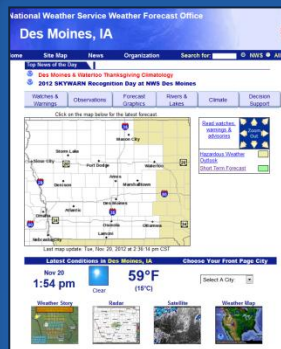 National Weather Service Weather Forecast Office
Des Moines, IA
Home Site Map News Organization Search for: NWS All
Top News of the Day
Des Moines & Waterloo Thanksgiving Climatology
2012 SKYWARN Recognition Day at NWS Des Moines
Watches & Warnings Observations Forecast Graphics Rivers & Lakes Climate Decision Support
Click on the map below for the latest forecast.
Read watches, warnings & advisories
Zoom Out
Hazardous Weather Outlook
Short Term Forecast
Mason City
Storm Lake
Sioux City
Fort Dodge
Waterloo
Ames
Denison
Marshalltown
Des Moines
Atlantic
Omaha
Osceola
Ottumwa
Lamoni
Nebraska City
Last map update: Tue, Nov. 20, 2012 at 2:36:14 pm CST
Latest Conditions in Des Moines, IA Choose Your Front Page City
Nov 20
1:54 pm
Clear
59°F
(15°C)
Select A City
Weather Story Radar Satellite Weather Map